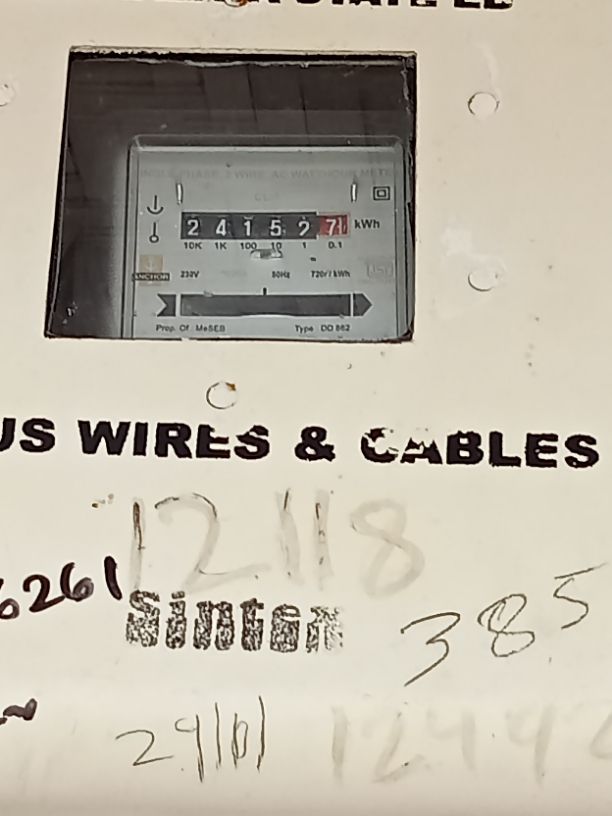 SINGLE PHASE, 2 WIRE, AC WATTHOUR METER
2 4 1 5 2 7 kWh
10K 1K 100 10 1 0.1
ANCHOR 230V 50Hz 720r/kWh
Prop. Of MeSEB Type DD 862
US WIRES & CABLES
12118
6261
Sintex
385